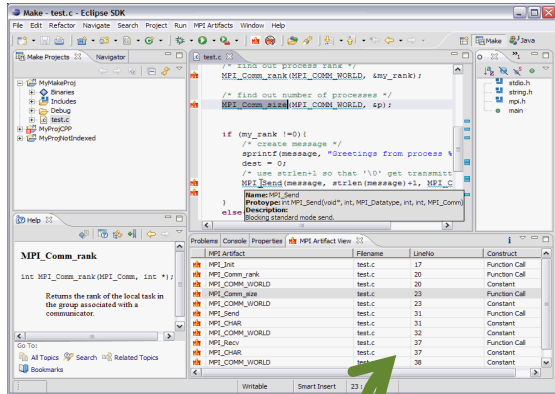 Make - test.c - Eclipse SDK
File Edit Refactor Navigate Search Project Run MPI Artifacts Window Help
Make Java
Make Projects Navigator
MyMakeProj
Binaries
Includes
Debug
test.c
MyProjCPP
MyProjNotIndexed
test.c
/* find out process rank */
MPI_Comm_rank(MPI_COMM_WORLD, &my_rank);
/* find out number of processes */
MPI_Comm_size(MPI_COMM_WORLD, &p);
if (my_rank !=0){
/* create message */
sprintf(message, "Greetings from process %
dest = 0;
/* use strlen+1 so that '\0' get transmitt
MPI_Send(message, strlen(message)+1, MPI_C
}
else
Name: MPI_Send
Protoype: int MPI_Send(void*, int, MPI_Datatype, int, int, MPI_Comm)
Description:
Blocking standard mode send.
stdio.h
string.h
mpi.h
main
Help
MPI_Comm_rank
int MPI_Comm_rank(MPI_Comm, int *);
Returns the rank of the local task in
the group associated with a
communicator.
Go To:
All Topics Search Related Topics
Bookmarks
Problems Console Properties MPI Artifact View
MPI Artifact Filename LineNo Construct
MPI_Init test.c 17 Function Call
MPI_Comm_rank test.c 20 Function Call
MPI_COMM_WORLD test.c 20 Constant
MPI_Comm_size test.c 23 Function Call
MPI_COMM_WORLD test.c 23 Constant
MPI_Send test.c 31 Function Call
MPI_CHAR test.c 31 Constant
MPI_COMM_WORLD test.c 32 Constant
MPI_Recv test.c 37 Function Call
MPI_CHAR test.c 37 Constant
MPI_COMM_WORLD test.c 38 Constant
Writable Smart Insert 23 :